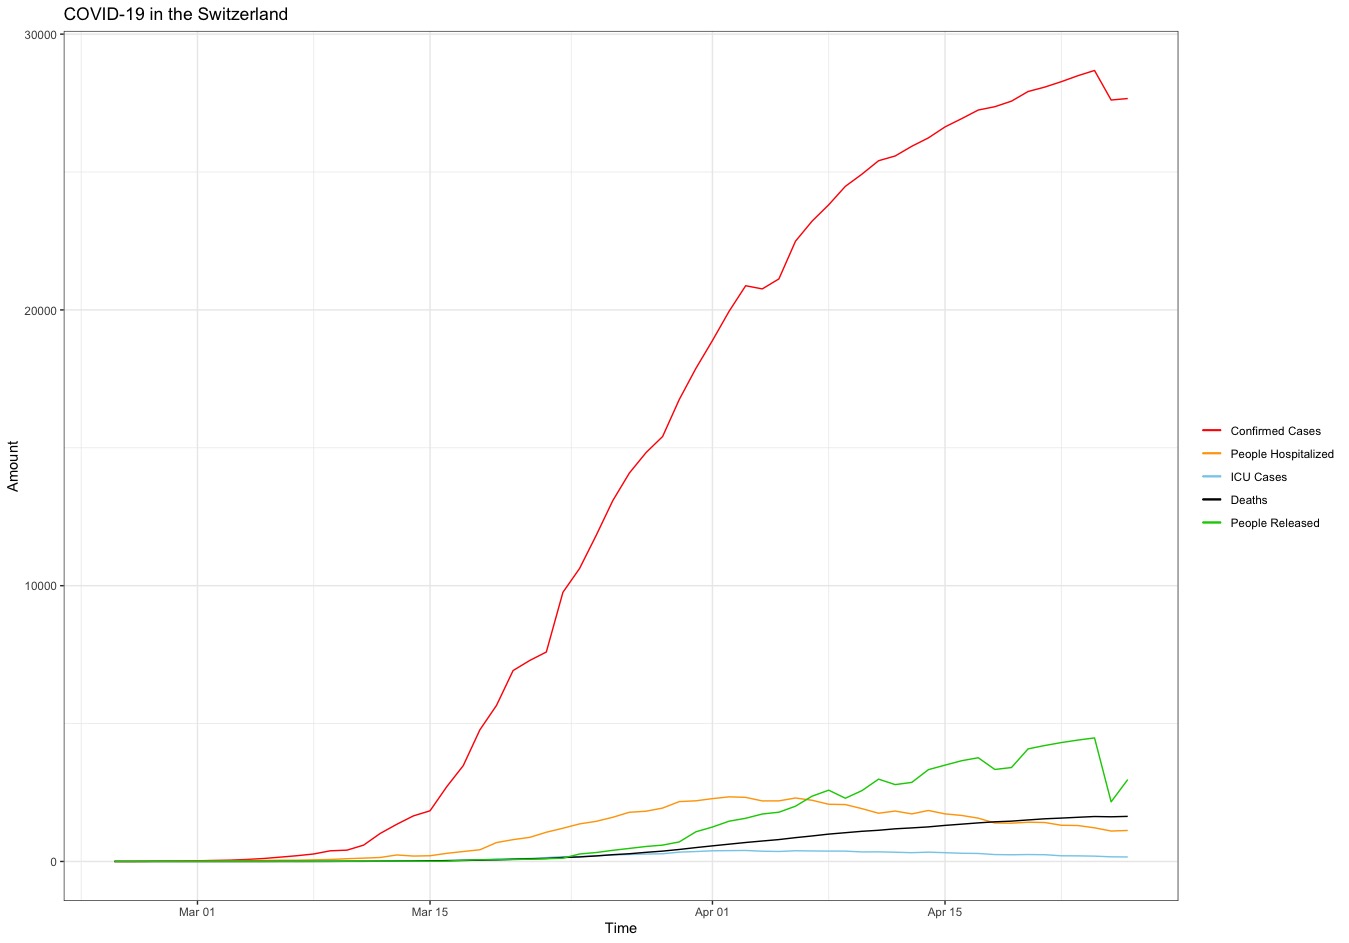 COVID-19 in the Switzerland
30000
20000
10000
0
Amount
Mar 01
Mar 15
Apr 01
Apr 15
Time
Confirmed Cases
People Hospitalized
ICU Cases
Deaths
People Released